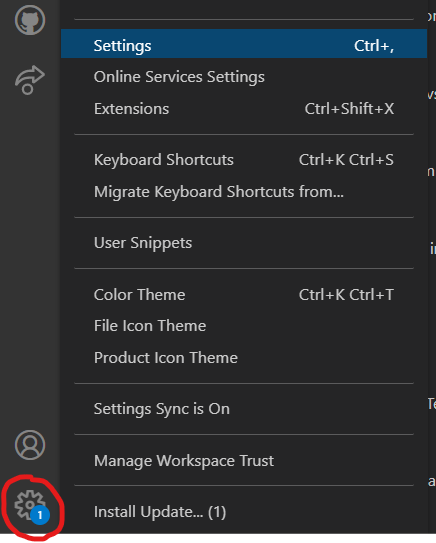 Settings Ctrl+,
Online Services Settings
Extensions Ctrl+Shift+X
Keyboard Shortcuts Ctrl+K Ctrl+S
Migrate Keyboard Shortcuts from...
User Snippets
Color Theme Ctrl+K Ctrl+T
File Icon Theme
Product Icon Theme
Settings Sync is On
Manage Workspace Trust
1
Install Update... (1)